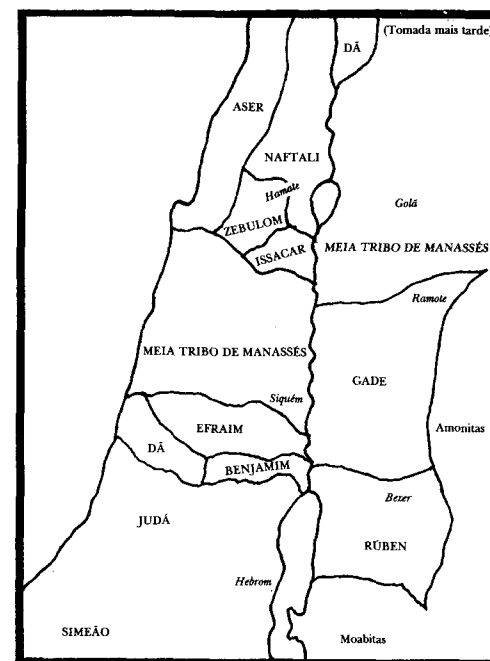 (Tomada mais tarde)
DÃ
ASER
NAFTALI
Hamate
Golã
ZEBULOM
ISSACAR
MEIA TRIBO DE MANASSÉS
Ramote
MEIA TRIBO DE MANASSÉS
GADE
Siquém
EFRAIM
Amonitas
DÃ
BENJAMIM
Bezer
JUDÁ
RÚBEN
Hebrom
SIMEÃO
Moabitas